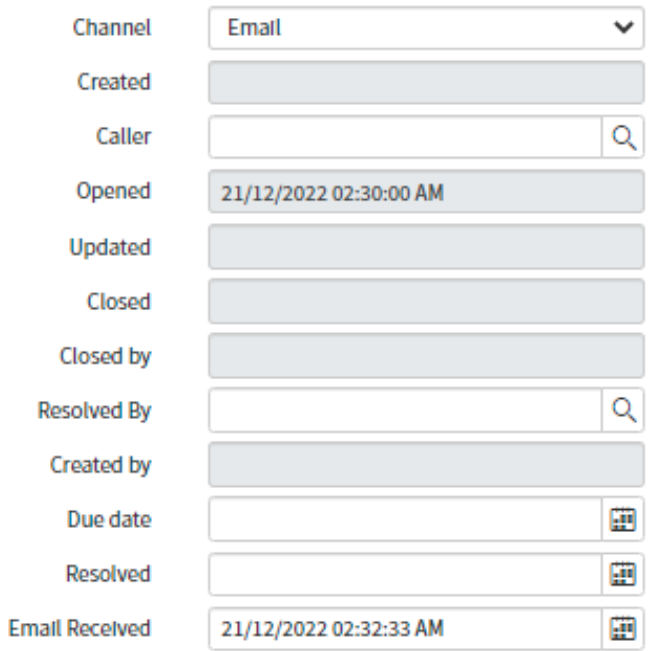 Channel Email
Created
Caller
Opened 21/12/2022 02:30:00 AM
Updated
Closed
Closed by
Resolved By
Created by
Due date
Resolved
Email Received 21/12/2022 02:32:33 AM